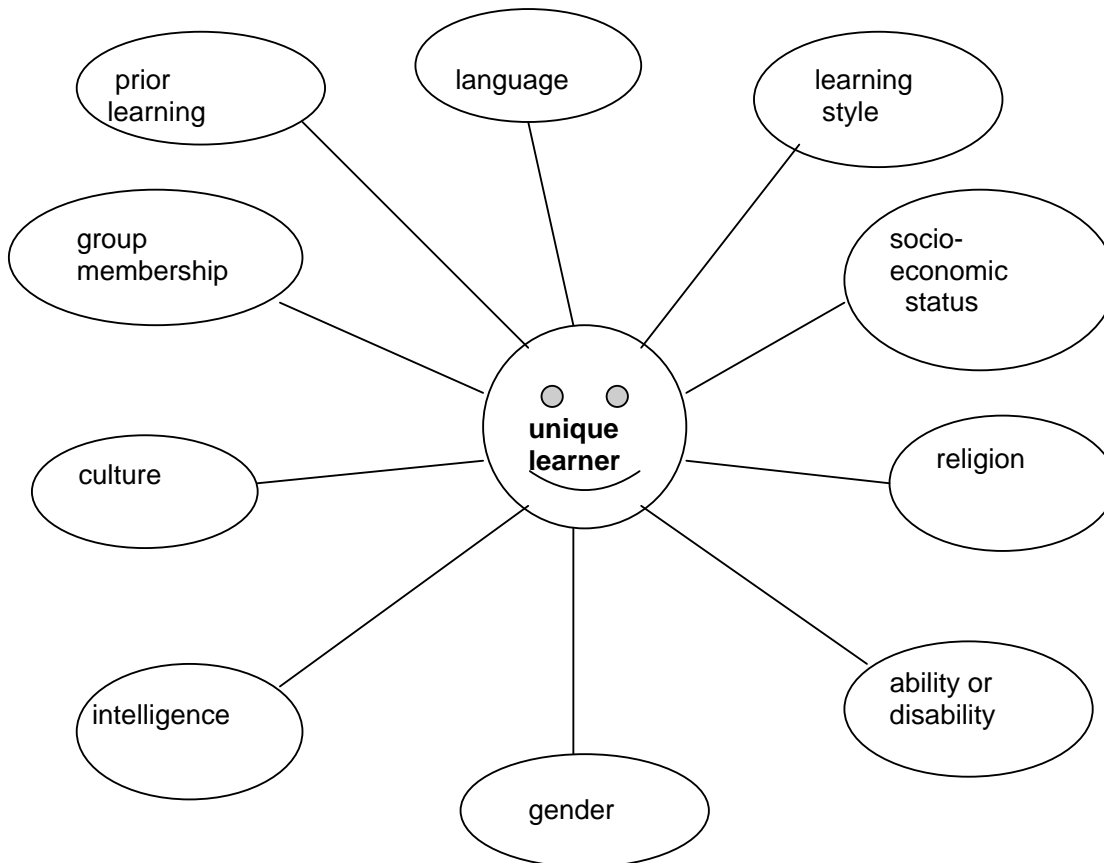 prior
learning
language
learning
style
group
membership
socio-
economic
status
unique
learner
culture
religion
intelligence
ability or
disability
gender